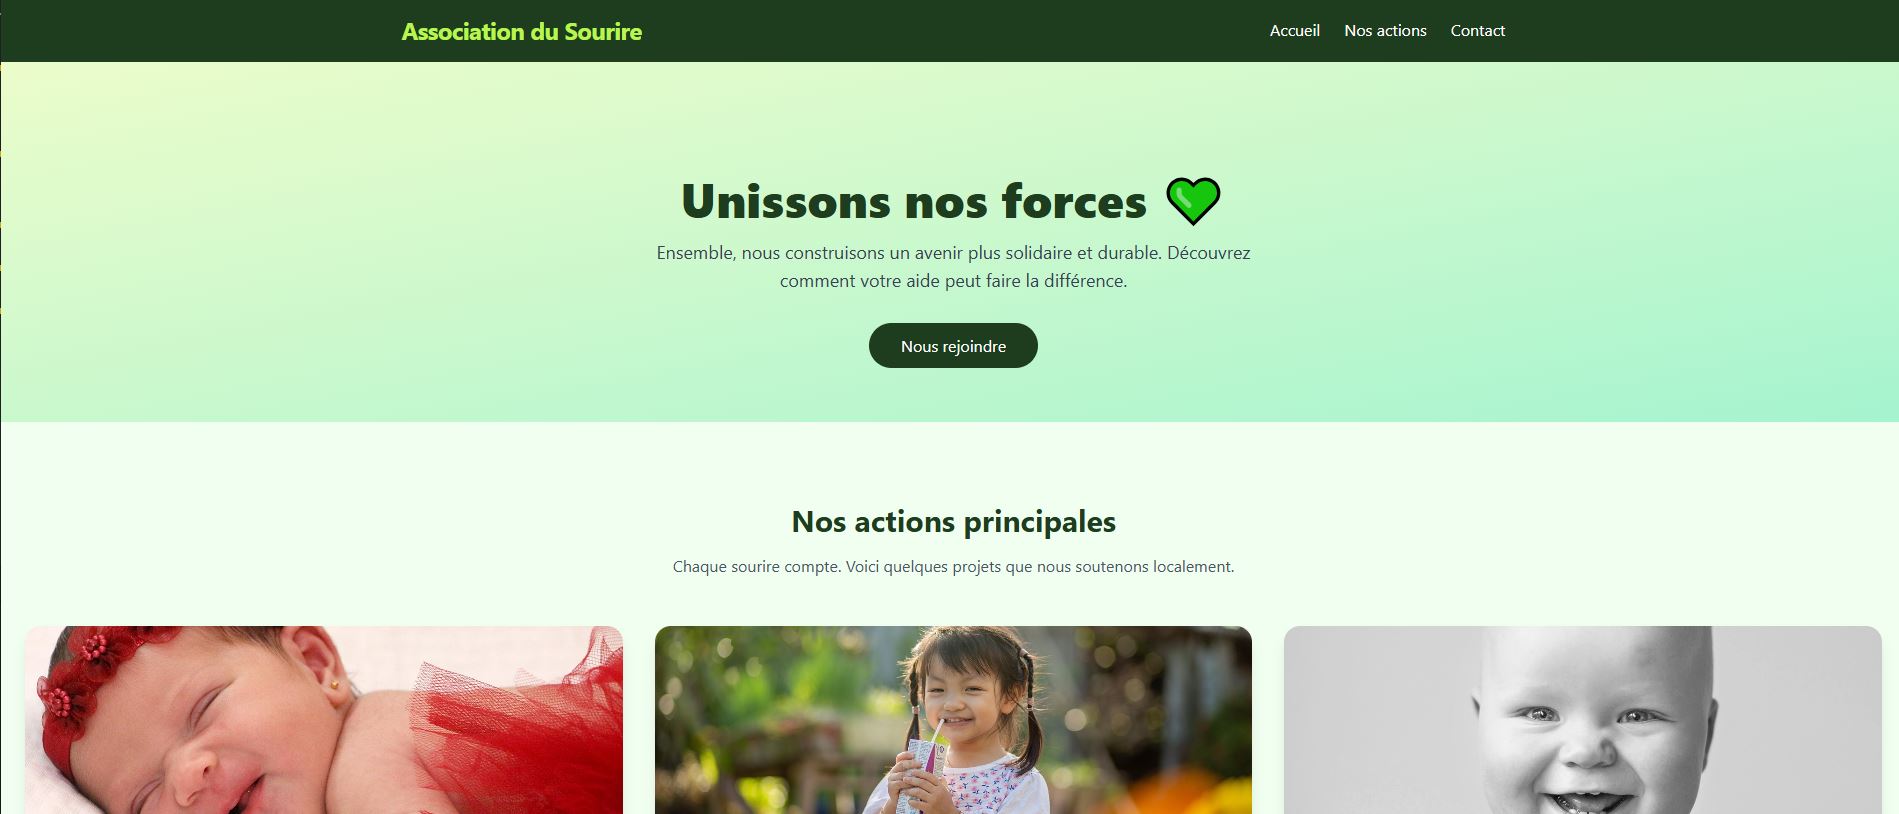 Association du Sourire
Accueil Nos actions Contact
Unissons nos forces
Ensemble, nous construisons un avenir plus solidaire et durable. Découvrez
comment votre aide peut faire la différence.
Nous rejoindre
Nos actions principales
Chaque sourire compte. Voici quelques projets que nous soutenons localement.